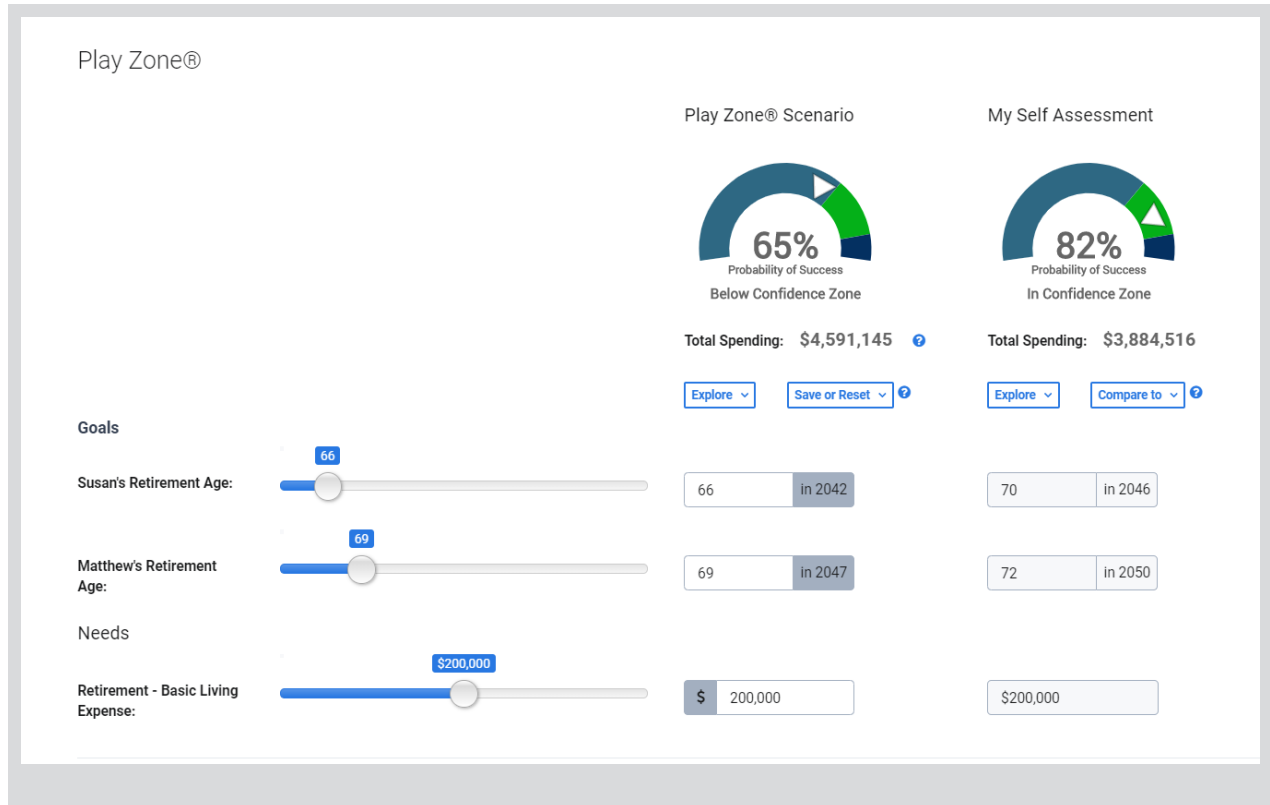 Play Zone®
Play Zone® Scenario
My Self Assessment
65%
Probability of Success
Below Confidence Zone
82%
Probability of Success
In Confidence Zone
Total Spending: $4,591,145 ?
Total Spending: $3,884,516
Explore
Save or Reset ?
Explore
Compare to ?
Goals
66
Susan's Retirement Age:
66 in 2042
70 in 2046
69
Matthew's Retirement
Age:
69 in 2047
72 in 2050
Needs
$200,000
Retirement - Basic Living
Expense:
$ 200,000
$200,000